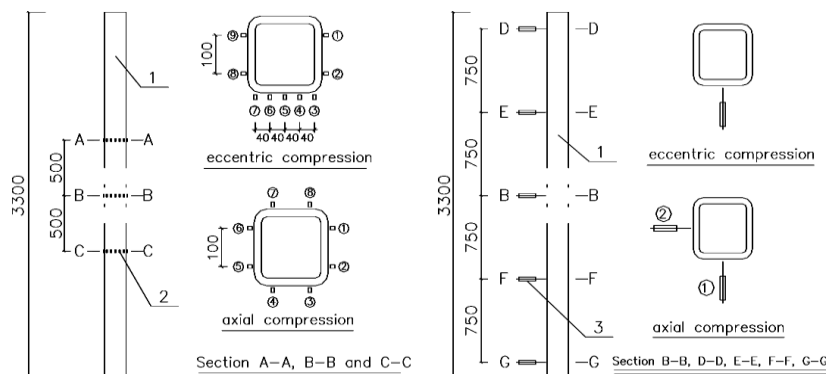 3300
1
A
A
500
B
B
500
C
C
2
⑨
①
100
⑧
②
⑦ ⑥ ⑤ ④ ③
40 40 40 40
eccentric compression
⑦ ⑧
⑥
①
100
⑤
②
④ ③
axial compression
Section A-A, B-B and C-C
3300
D
D
750
E
E
1
750
B
B
750
F
F
3
750
G
G
eccentric compression
②
①
axial compression
Section B-B, D-D, E-E, F-F, G-G